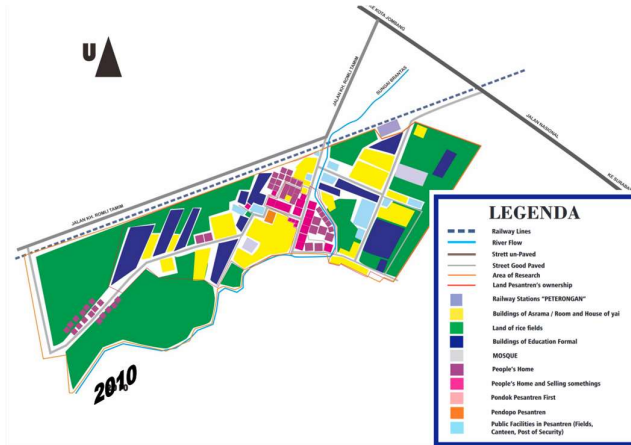 KE KOTA JOMBANG
U
JALAN KH. ROMLI TAMIM
SUNGAI BRANTAS
JALAN NASIONAL
KE SURABA
JALAN KH. ROMLI TAMIM
2010
LEGENDA
Railway Lines
River Flow
Strett un-Paved
Street Good Paved
Area of Research
Land Pesantren's ownership
Railway Stations "PETERONGAN"
Buildings of Asrama / Room and House of yai
Land of rice fields
Buildings of Education Formal
MOSQUE
People's Home
People's Home and Selling somethings
Pondok Pesantren First
Pendopo Pesantren
Public Facilities in Pesantren (Fields,
Canteen, Post of Security)